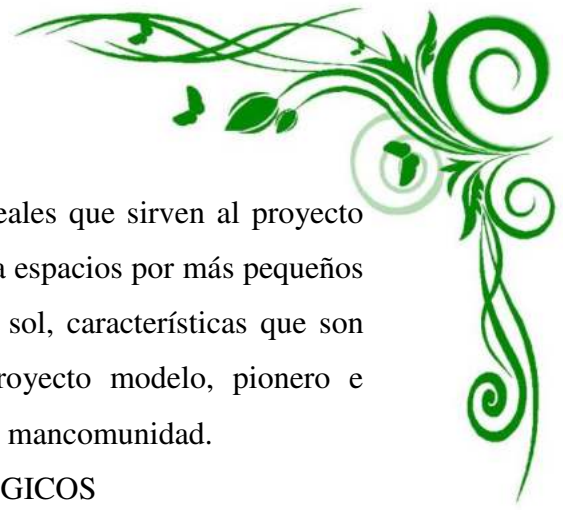 eales que sirven al proyecto
a espacios por más pequeños
sol, características que son
royecto modelo, pionero e
mancomunidad.
GICOS